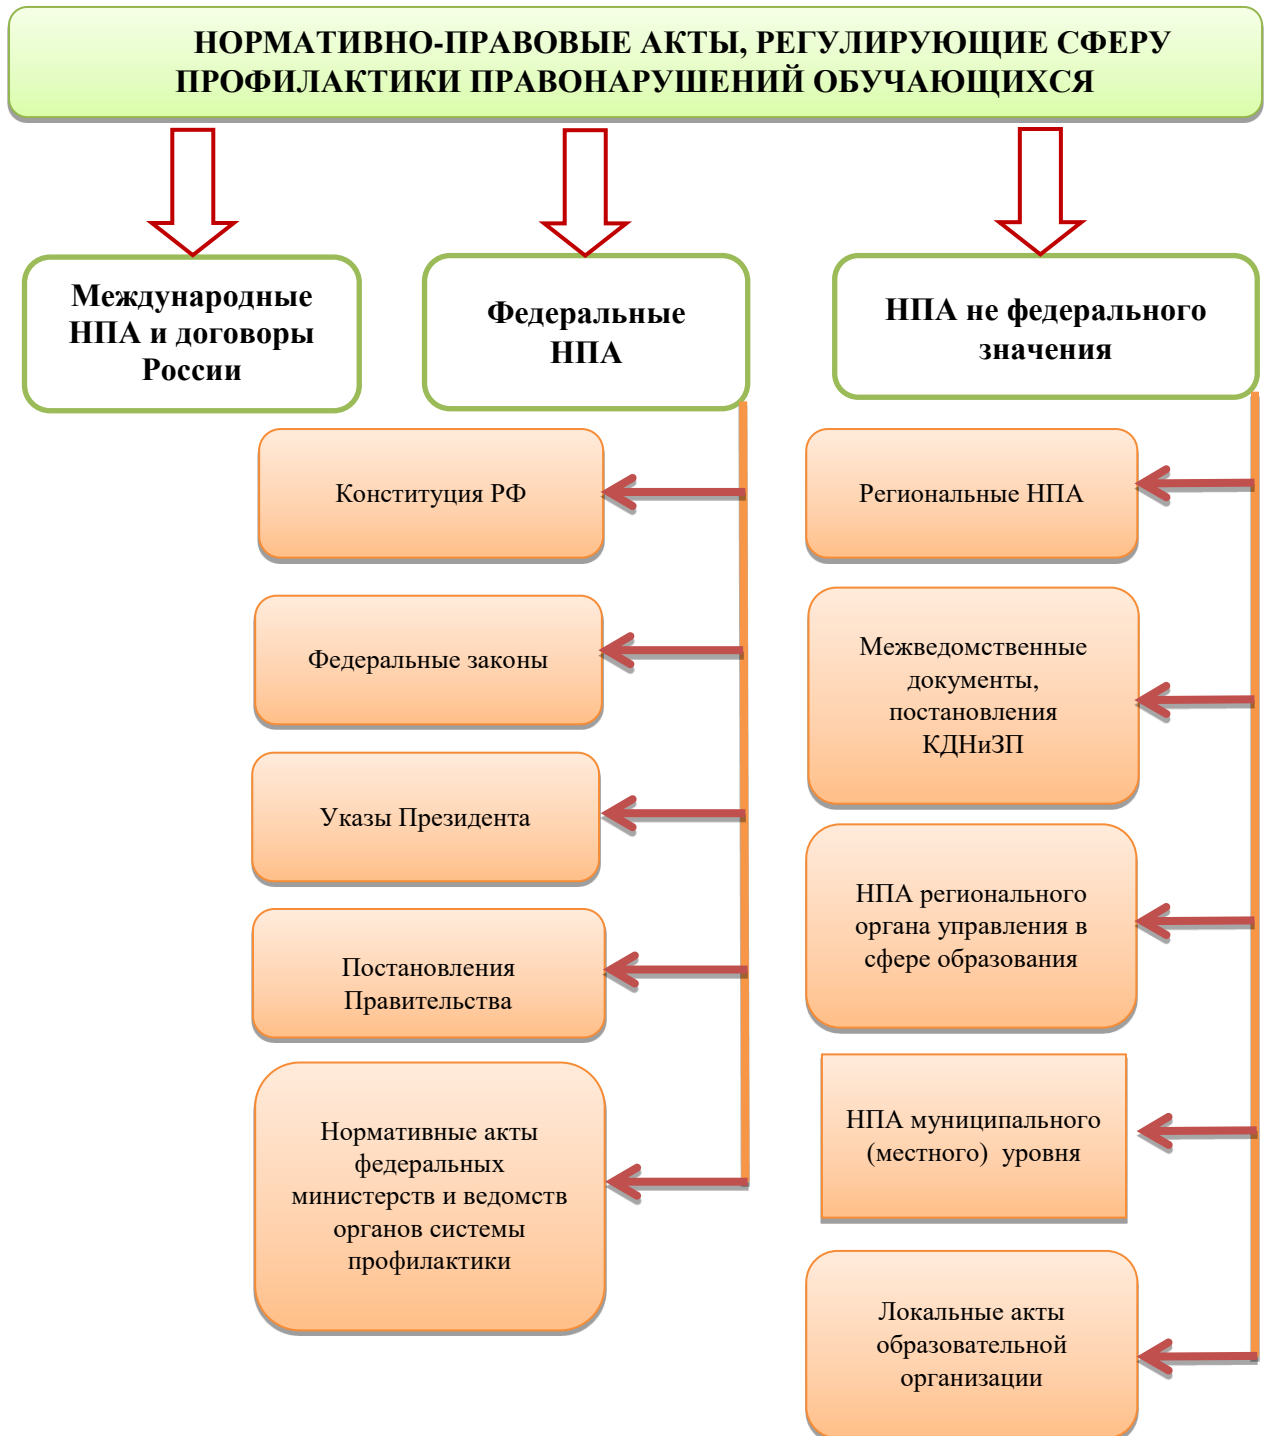 НОРМАТИВНО-ПРАВОВЫЕ АКТЫ, РЕГУЛИРУЮЩИЕ СФЕРУ
ПРОФИЛАКТИКИ ПРАВОНАРУШЕНИЙ ОБУЧАЮЩИХСЯ
Международные
НПА и договоры
России
Федеральные
НПА
НПА не федерального
значения
Конституция РФ
Федеральные законы
Указы Президента
Постановления
Правительства
Нормативные акты
федеральных
министерств и ведомств
органов системы
профилактики
Региональные НПА
Межведомственные
документы,
постановления
КДНиЗП
НПА регионального
органа управления в
сфере образования
НПА муниципального
(местного) уровня
Локальные акты
образовательной
организации